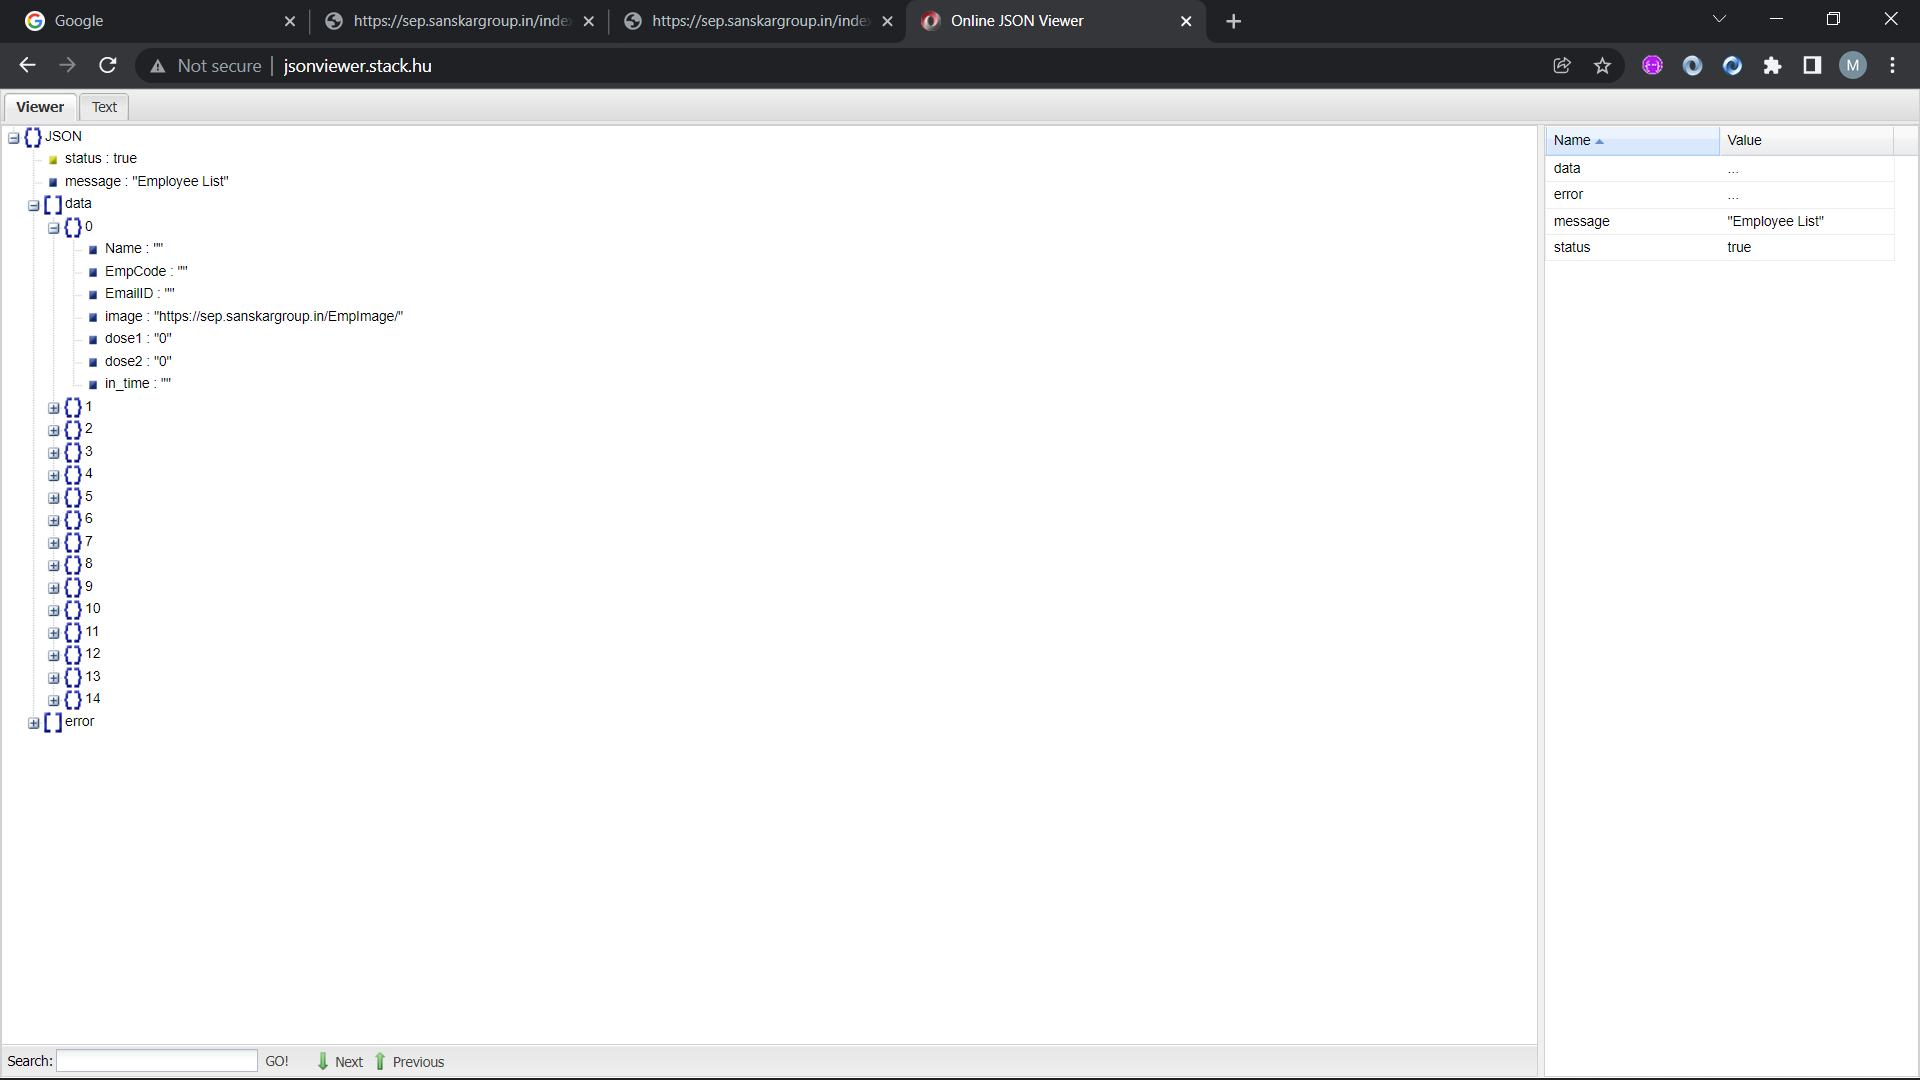 Google
https://sep.sanskargroup.in/inde
https://sep.sanskargroup.in/inde
Online JSON Viewer
Not secure
jsonviewer.stack.hu
M
Viewer
Text
JSON
status : true
message : "Employee List"
data
0
Name : ""
EmpCode : ""
EmailID : ""
image : "https://sep.sanskargroup.in/EmpImage/"
dose1 : "0"
dose2 : "0"
in_time : ""
1
2
3
4
5
6
7
8
9
10
11
12
13
14
error
Name Value
data ...
error ...
message "Employee List"
status true
Search: GO! Next Previous